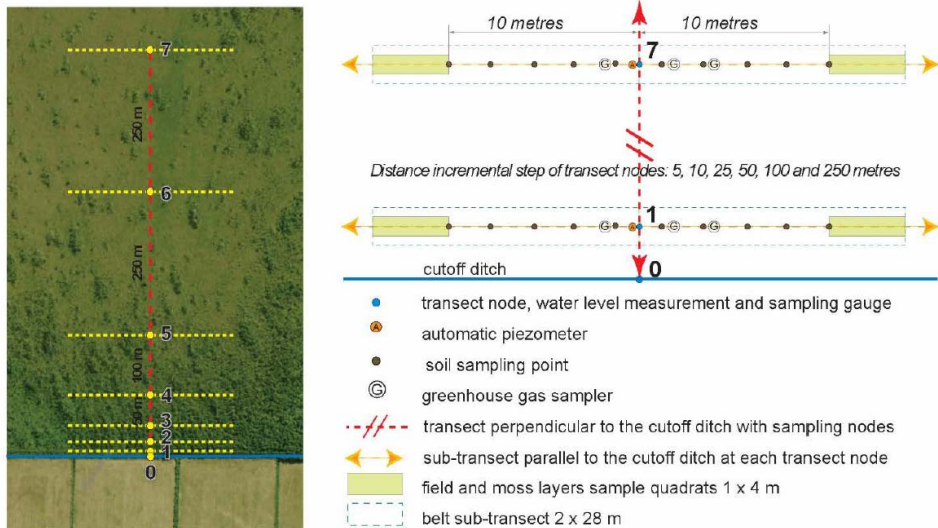 7
250 m
6
250 m
5
100 m
4
3
2
1
0
10 metres 10 metres
7
G A G G
Distance incremental step of transect nodes: 5, 10, 25, 50, 100 and 250 metres
1
G A G G
cutoff ditch 0
transect node, water level measurement and sampling gauge
A automatic piezometer
soil sampling point
G greenhouse gas sampler
transect perpendicular to the cutoff ditch with sampling nodes
sub-transect parallel to the cutoff ditch at each transect node
field and moss layers sample quadrats 1 x 4 m
belt sub-transect 2 x 28 m